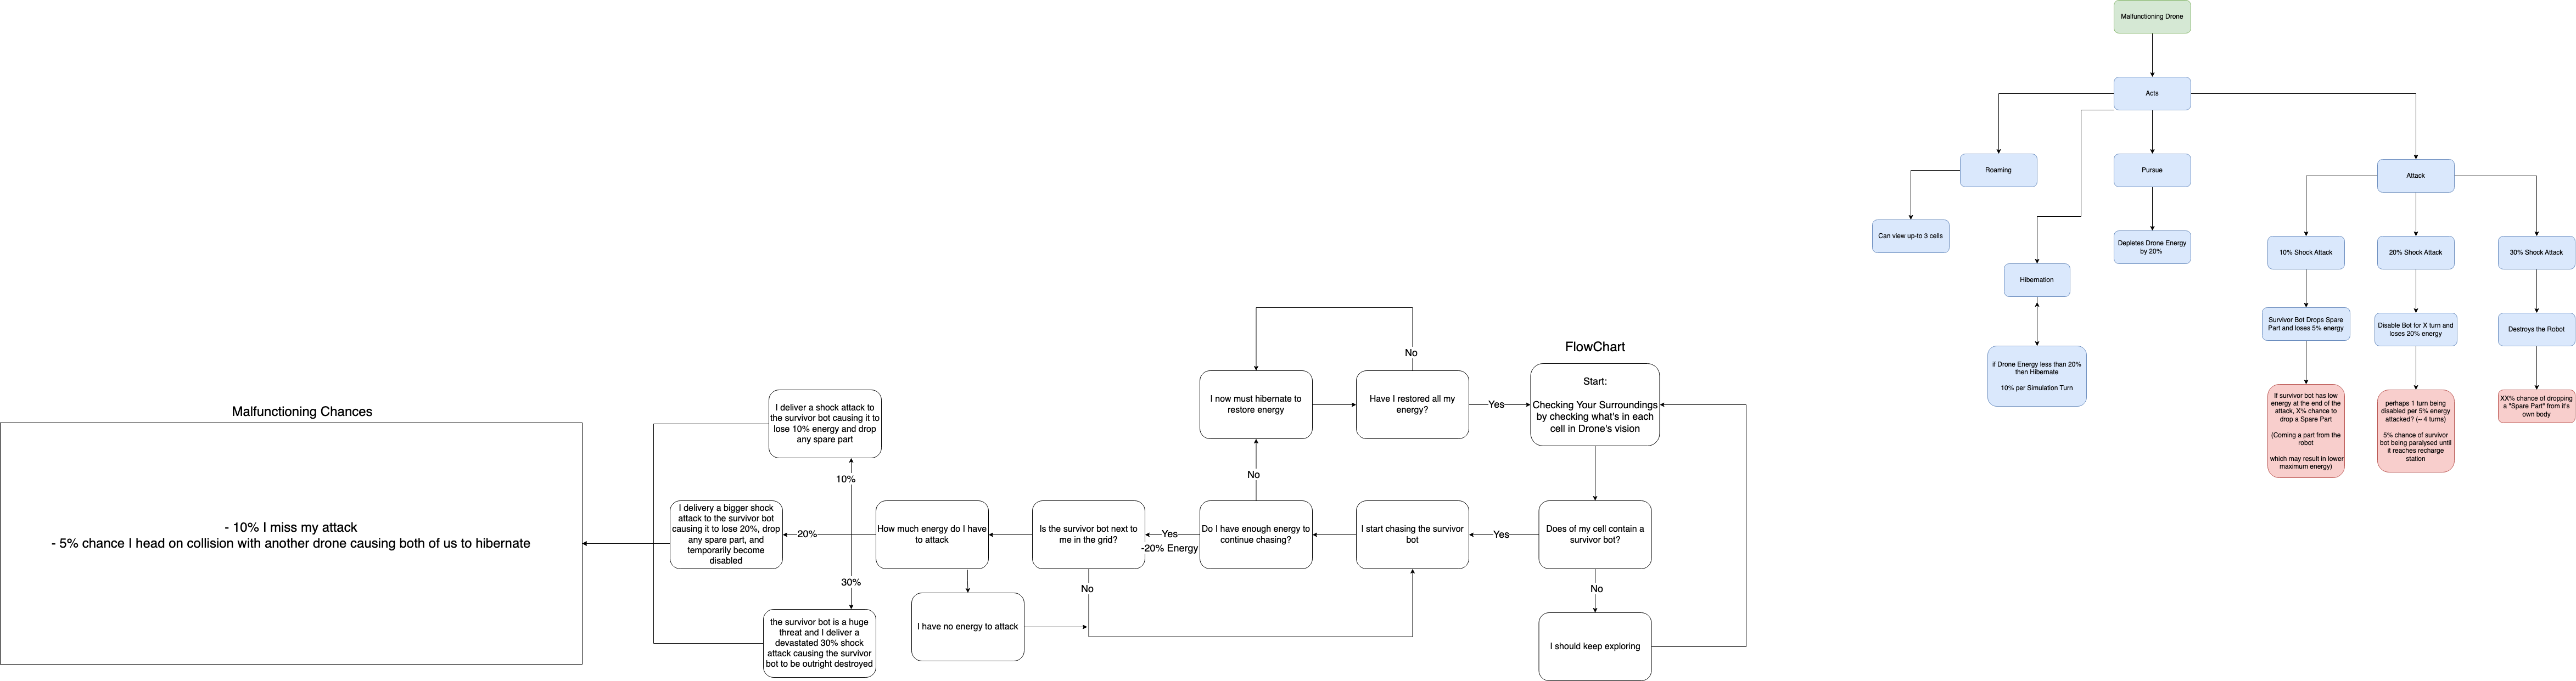 Malfunctioning Drone
Acts
Roaming
Pursue
Attack
Can view up-to 3 cells
Depletes Drone Energy
by 20%
Hibernation
if Drone Energy less than 20%
then Hibernate
10% per Simulation Turn
10% Shock Attack
20% Shock Attack
30% Shock Attack
Survivor Bot Drops Spare
Part and loses 5% energy
Disable Bot for X turn and
loses 20% energy
Destroys the Robot
If survivor bot has low
energy at the end of the
attack, X% chance to
drop a Spare Part
(Coming a part from the
robot
which may result in lower
maximum energy)
perhaps 1 turn being
disabled per 5% energy
attacked? (~ 4 turns)
5% chance of survivor
bot being paralysed until
it reaches recharge
station
XX% chance of dropping
a "Spare Part" from it's
own body
FlowChart
Start:
Checking Your Surroundings
by checking what's in each
cell in Drone's vision
Does of my cell contain a
survivor bot?
No
I should keep exploring
Yes
I start chasing the survivor
bot
Do I have enough energy to
continue chasing?
No
I now must hibernate to
restore energy
Have I restored all my
energy?
No
Yes
Yes
-20% Energy
Is the survivor bot next to
me in the grid?
No
How much energy do I have
to attack
I have no energy to attack
10%
20%
30%
I deliver a shock attack to
the survivor bot causing it to
lose 10% energy and drop
any spare part
I delivery a bigger shock
attack to the survivor bot
causing it to lose 20%, drop
any spare part, and
temporarily become
disabled
the survivor bot is a huge
threat and I deliver a
devastated 30% shock
attack causing the survivor
bot to be outright destroyed
Malfunctioning Chances
- 10% I miss my attack
- 5% chance I head on collision with another drone causing both of us to hibernate